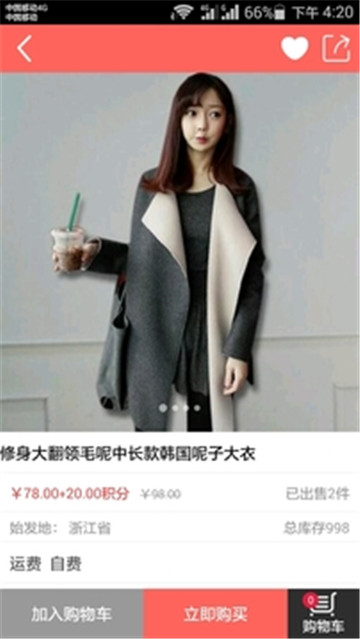 中国移动4G
中国移动
4G
G
66%
下午 4:20
修身大翻领毛呢中长款韩国呢子大衣
￥78.00+20.00积分 ￥98.00 已出售2件
始发地： 浙江省 总库存998
运费 自费
加入购物车 立即购买 0 购物车